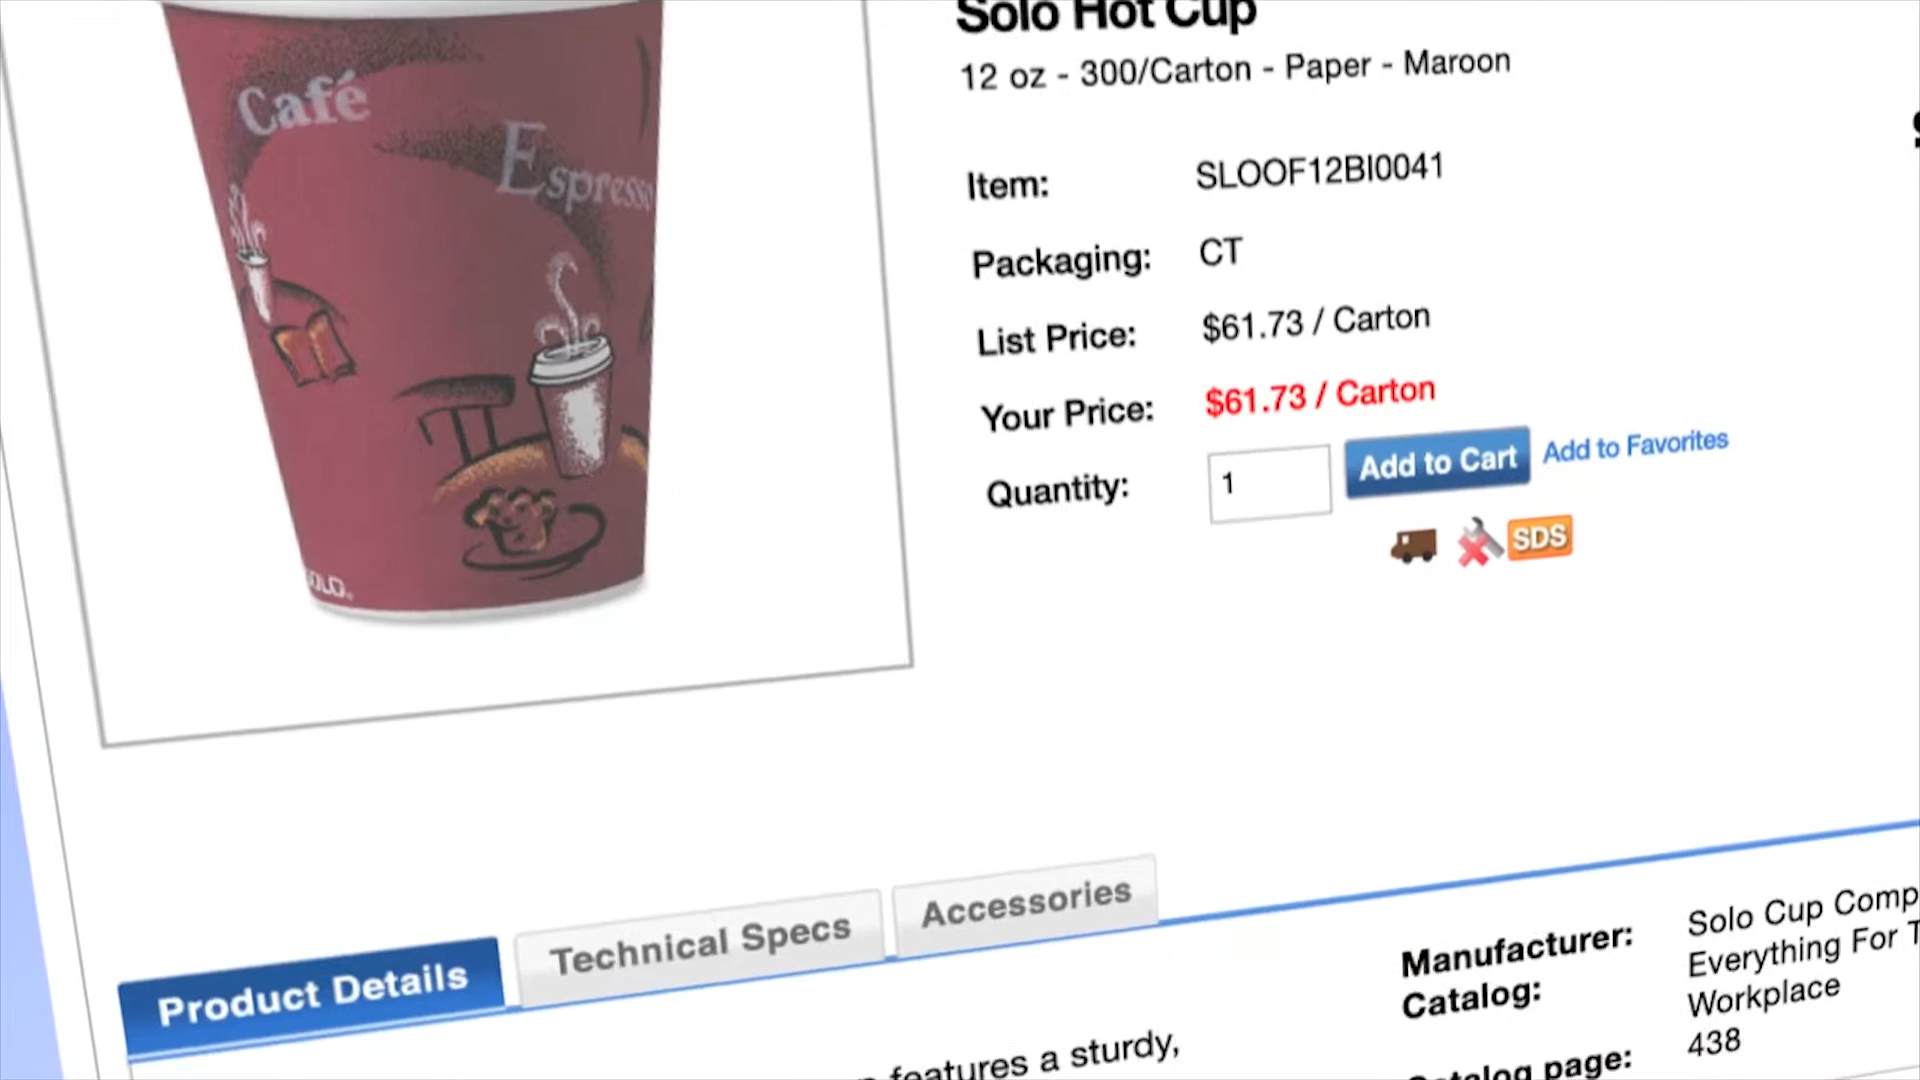 Solo Hot Cup
12 oz - 300/Carton - Paper - Maroon
Café
Espresso
Item: SLOOF12BI0041
Packaging: CT
List Price: $61.73 / Carton
Your Price: $61.73 / Carton
Quantity: 1 Add to Cart Add to Favorites
SDS
Product Details
Technical Specs
Accessories
features a sturdy,
Manufacturer: Solo Cup Comp
Catalog: Everything For T
Workplace
Catalog page: 438